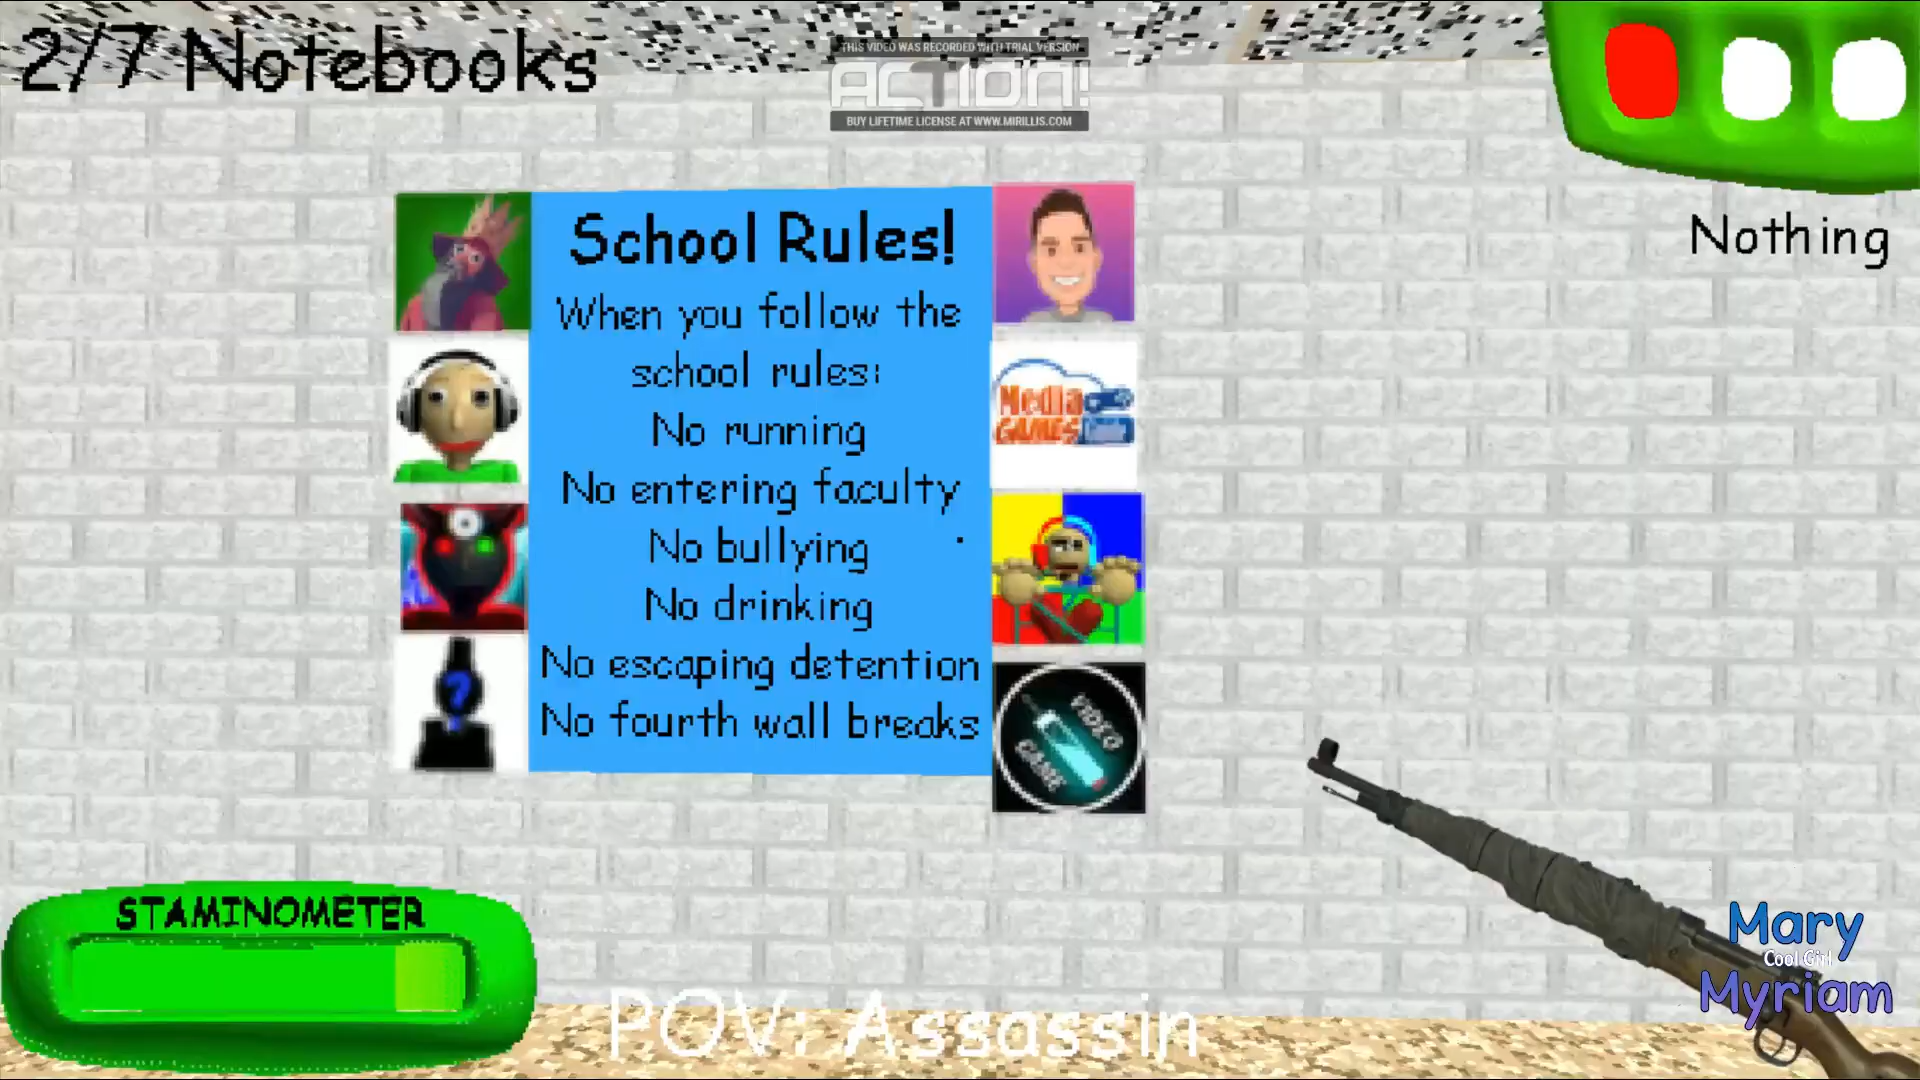 2/7 Notebooks
THIS VIDEO WAS RECORDED WITH TRIAL VERSION
ACTION!
BUY LIFETIME LICENSE AT WWW.MIRILLIS.COM
Nothing
School Rules!
When you follow the
school rules:
No running
No entering faculty
No bullying
No drinking
No escaping detention
No fourth wall breaks
Media
GAMES
?
VIDEO
GAME
STAMINOMETER
POV: Assassin
Mary
Cool Girl
Myriam